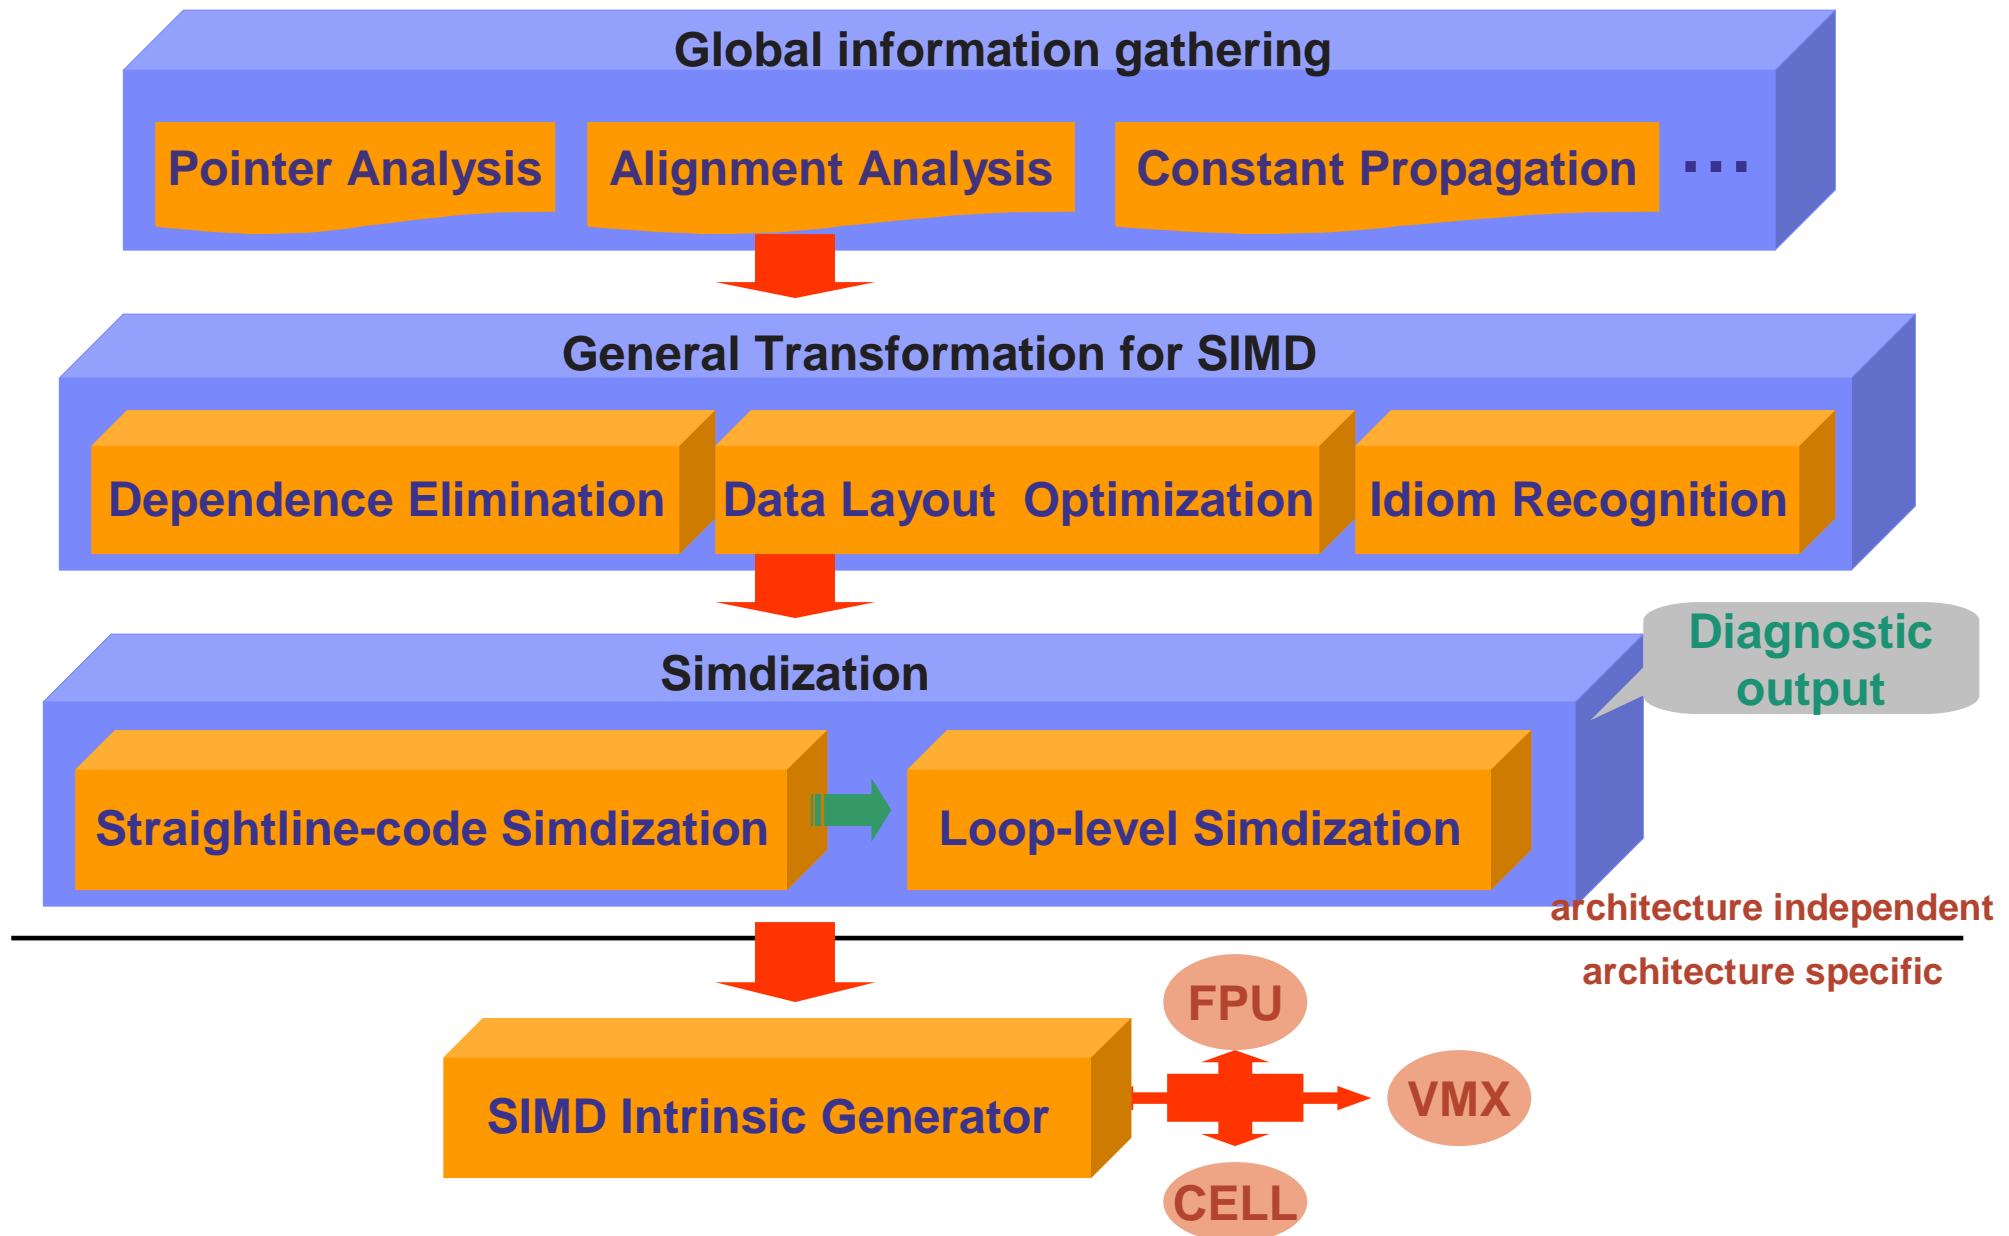 Global information gathering
Pointer Analysis
Alignment Analysis
Constant Propagation
...
General Transformation for SIMD
Dependence Elimination
Data Layout  Optimization
Idiom Recognition
Diagnostic
output
Simdization
Straightline-code Simdization
Loop-level Simdization
architecture independent
architecture specific
FPU
SIMD Intrinsic Generator
VMX
CELL